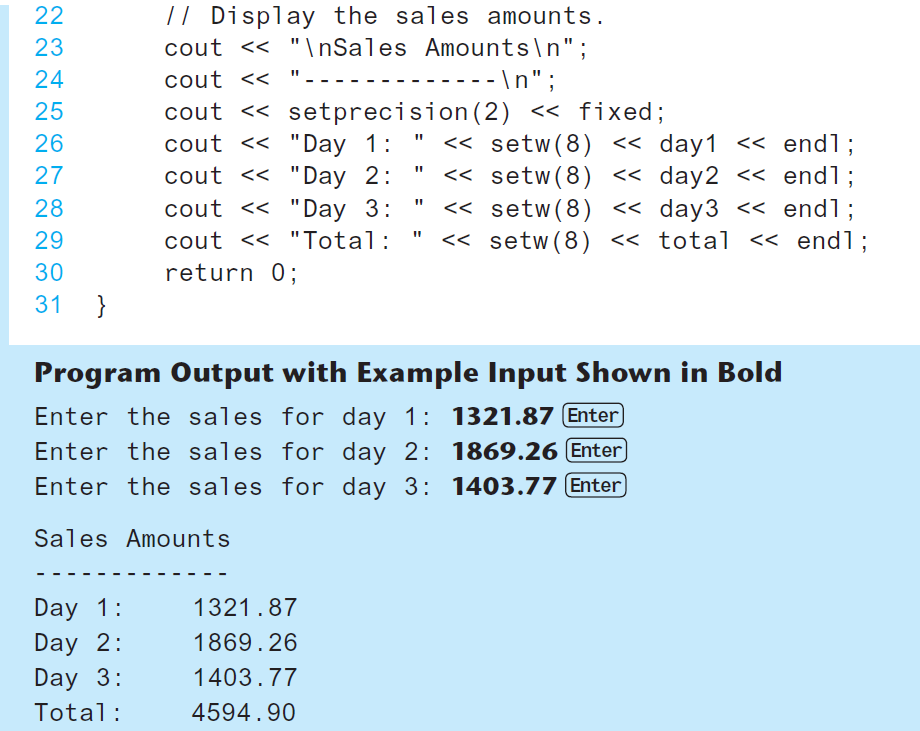 22 // Display the sales amounts.
23 cout << "\nSales Amounts\n";
24 cout << "-------------\n";
25 cout << setprecision(2) << fixed;
26 cout << "Day 1: " << setw(8) << day1 << endl;
27 cout << "Day 2: " << setw(8) << day2 << endl;
28 cout << "Day 3: " << setw(8) << day3 << endl;
29 cout << "Total: " << setw(8) << total << endl;
30 return 0;
31 }
Program Output with Example Input Shown in Bold
Enter the sales for day 1: 1321.87 Enter
Enter the sales for day 2: 1869.26 Enter
Enter the sales for day 3: 1403.77 Enter
Sales Amounts
-------------
Day 1: 1321.87
Day 2: 1869.26
Day 3: 1403.77
Total: 4594.90